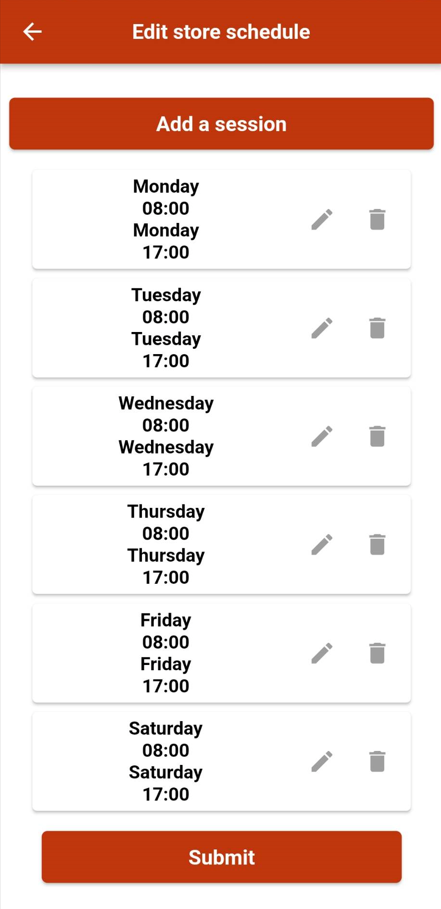 Edit store schedule
Add a session
Monday
08:00
Monday
17:00
Tuesday
08:00
Tuesday
17:00
Wednesday
08:00
Wednesday
17:00
Thursday
08:00
Thursday
17:00
Friday
08:00
Friday
17:00
Saturday
08:00
Saturday
17:00
Submit